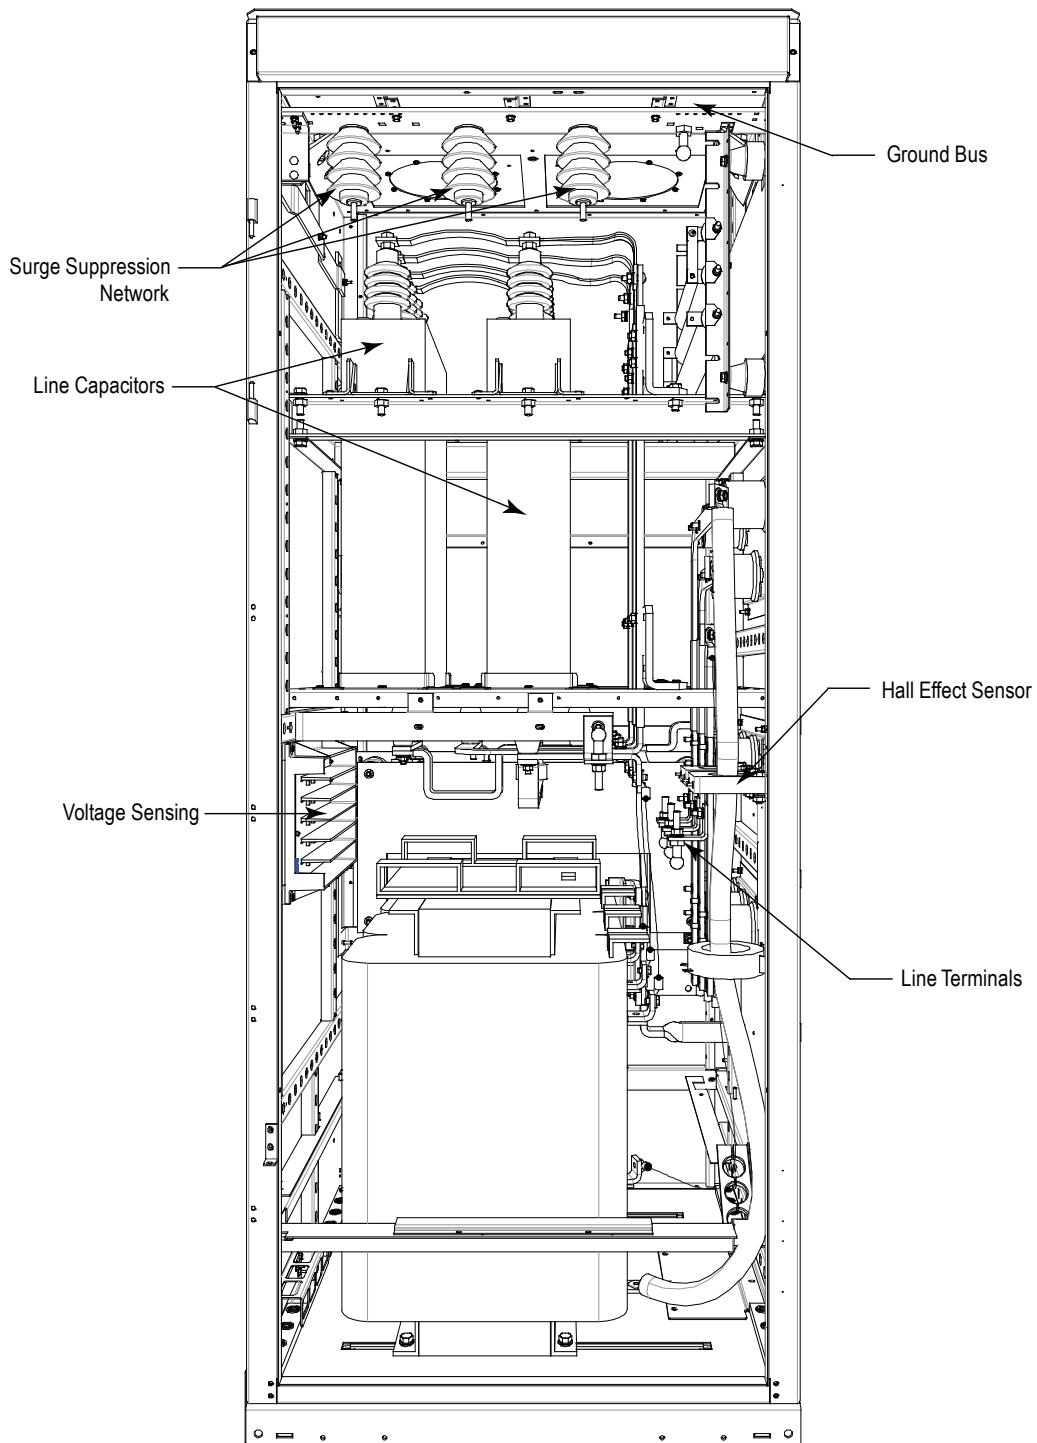 Ground Bus
Surge Suppression
Network
Line Capacitors
Hall Effect Sensor
Voltage Sensing
Line Terminals